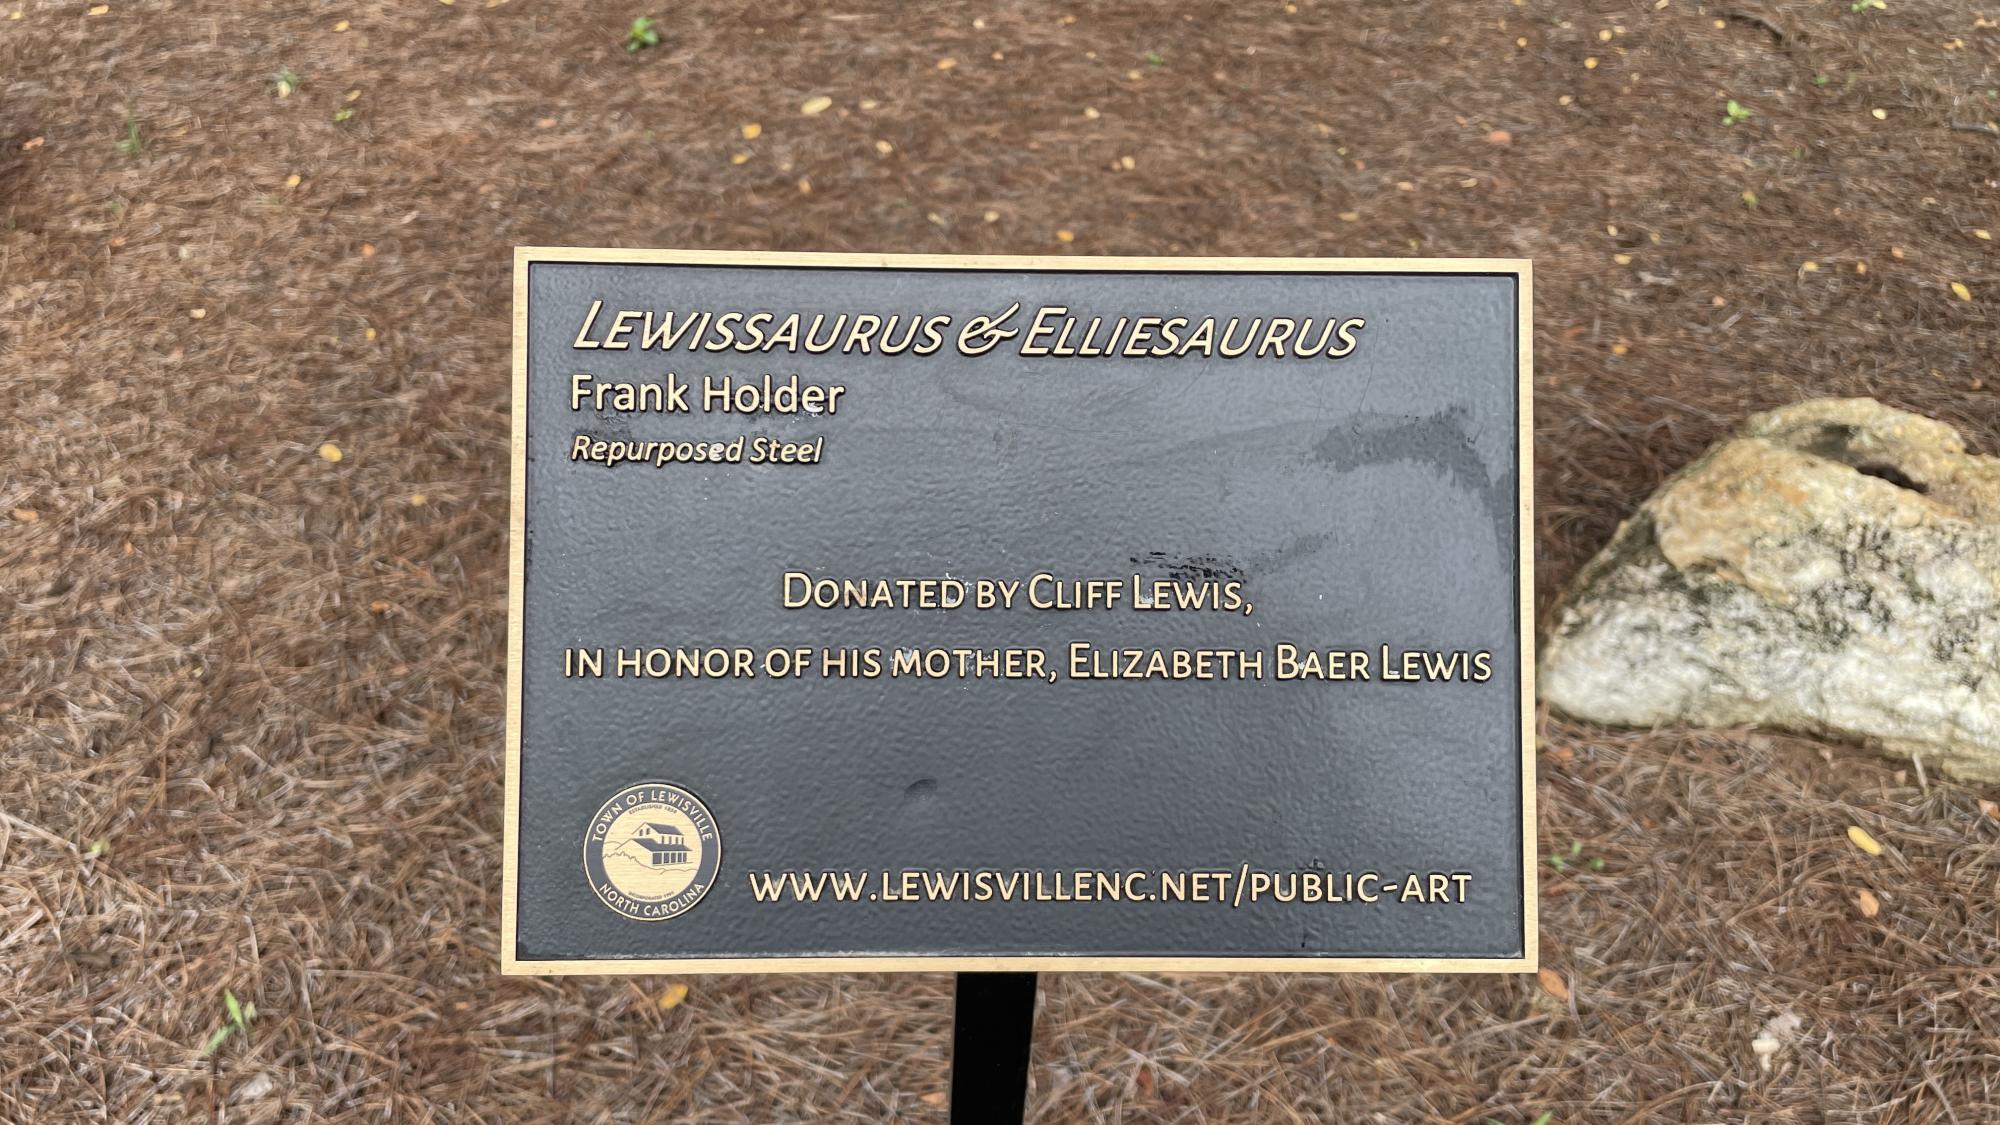 LEWISSAURUS & ELLIESAURUS
Frank Holder
Repurposed Steel
DONATED BY CLIFF LEWIS,
IN HONOR OF HIS MOTHER, ELIZABETH BAER LEWIS
TOWN OF LEWISVILLE
NORTH CAROLINA
WWW.LEWISVILLENC.NET/PUBLIC-ART